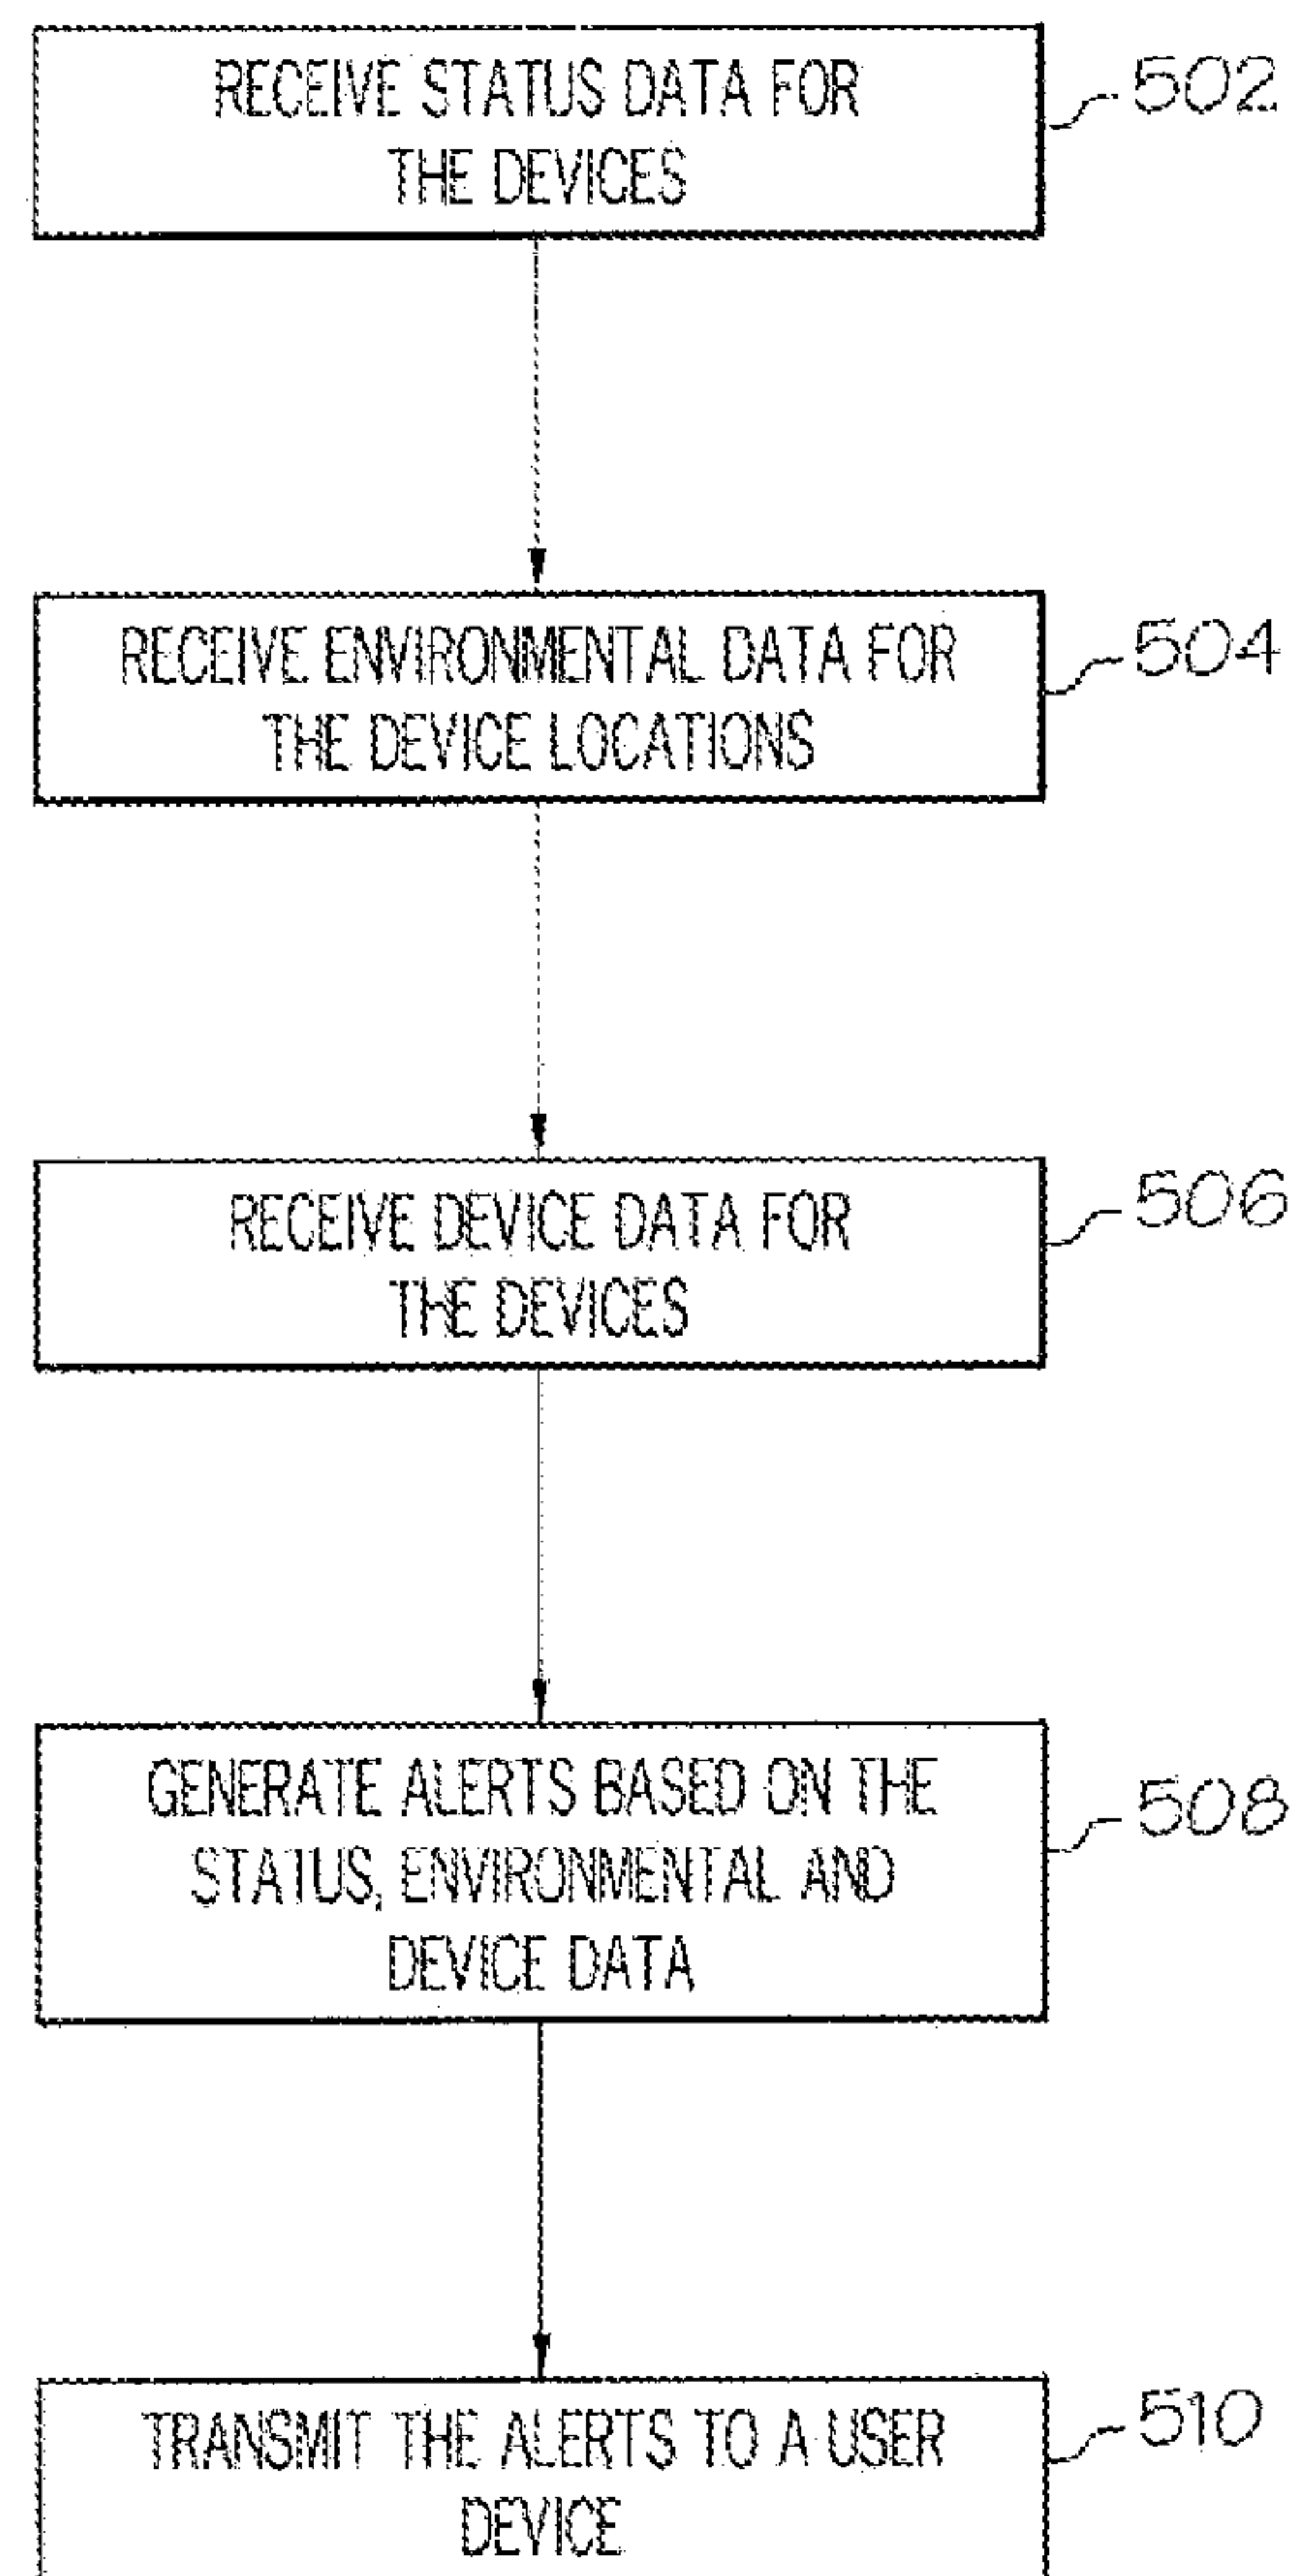 RECEIVE STATUS DATA FOR
THE DEVICES
502
RECEIVE ENVIRONMENTAL DATA FOR
THE DEVICE LOCATIONS
504
RECEIVE DEVICE DATA FOR
THE DEVICES
506
GENERATE ALERTS BASED ON THE
STATUS, ENVIRONMENTAL AND
DEVICE DATA
508
TRANSMIT THE ALERTS TO A USER
DEVICE
510